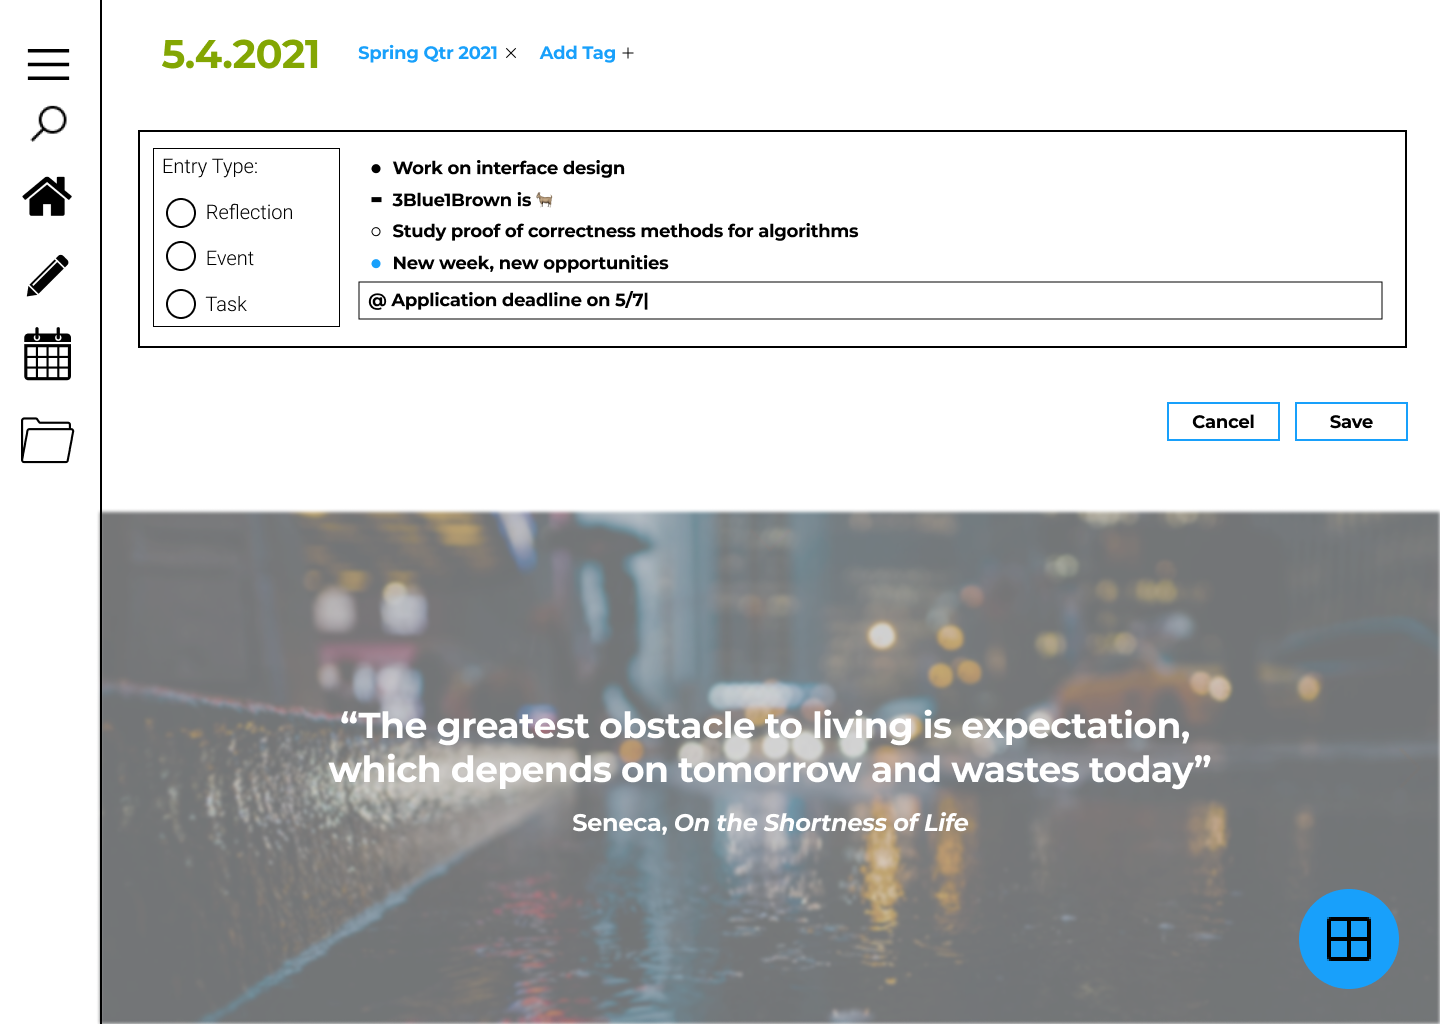 5.4.2021
Spring Qtr 2021 × Add Tag +
Entry Type:
Reflection
Event
Task
● Work on interface design
- 3Blue1Brown is 🐐
○ Study proof of correctness methods for algorithms
● New week, new opportunities
@ Application deadline on 5/7|
Cancel
Save
“The greatest obstacle to living is expectation,
which depends on tomorrow and wastes today”
Seneca, On the Shortness of Life